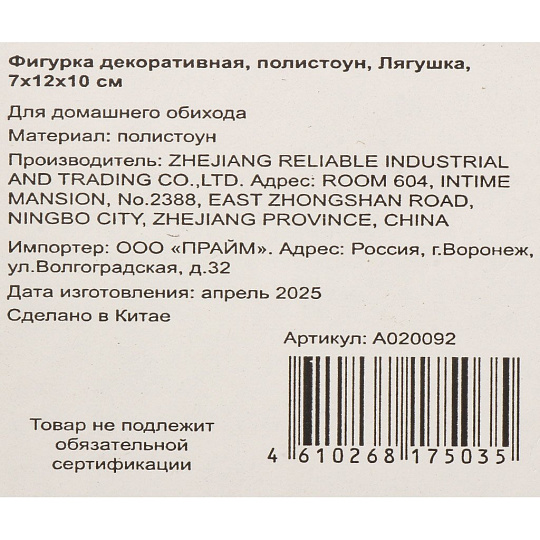 Фигурка декоративная, полистоун, Лягушка,
7х12х10 см
Для домашнего обихода
Материал: полистоун
Производитель: ZHEJIANG RELIABLE INDUSTRIAL
AND TRADING CO.,LTD. Адрес: ROOM 604, INTIME
MANSION, No.2388, EAST ZHONGSHAN ROAD,
NINGBO CITY, ZHEJIANG PROVINCE, CHINA
Импортер: ООО «ПРАЙМ». Адрес: Россия, г.Воронеж,
ул.Волгоградская, д.32
Дата изготовления: апрель 2025
Сделано в Китае
Артикул: А020092
Товар не подлежит
обязательной
сертификации
4 610268 175035